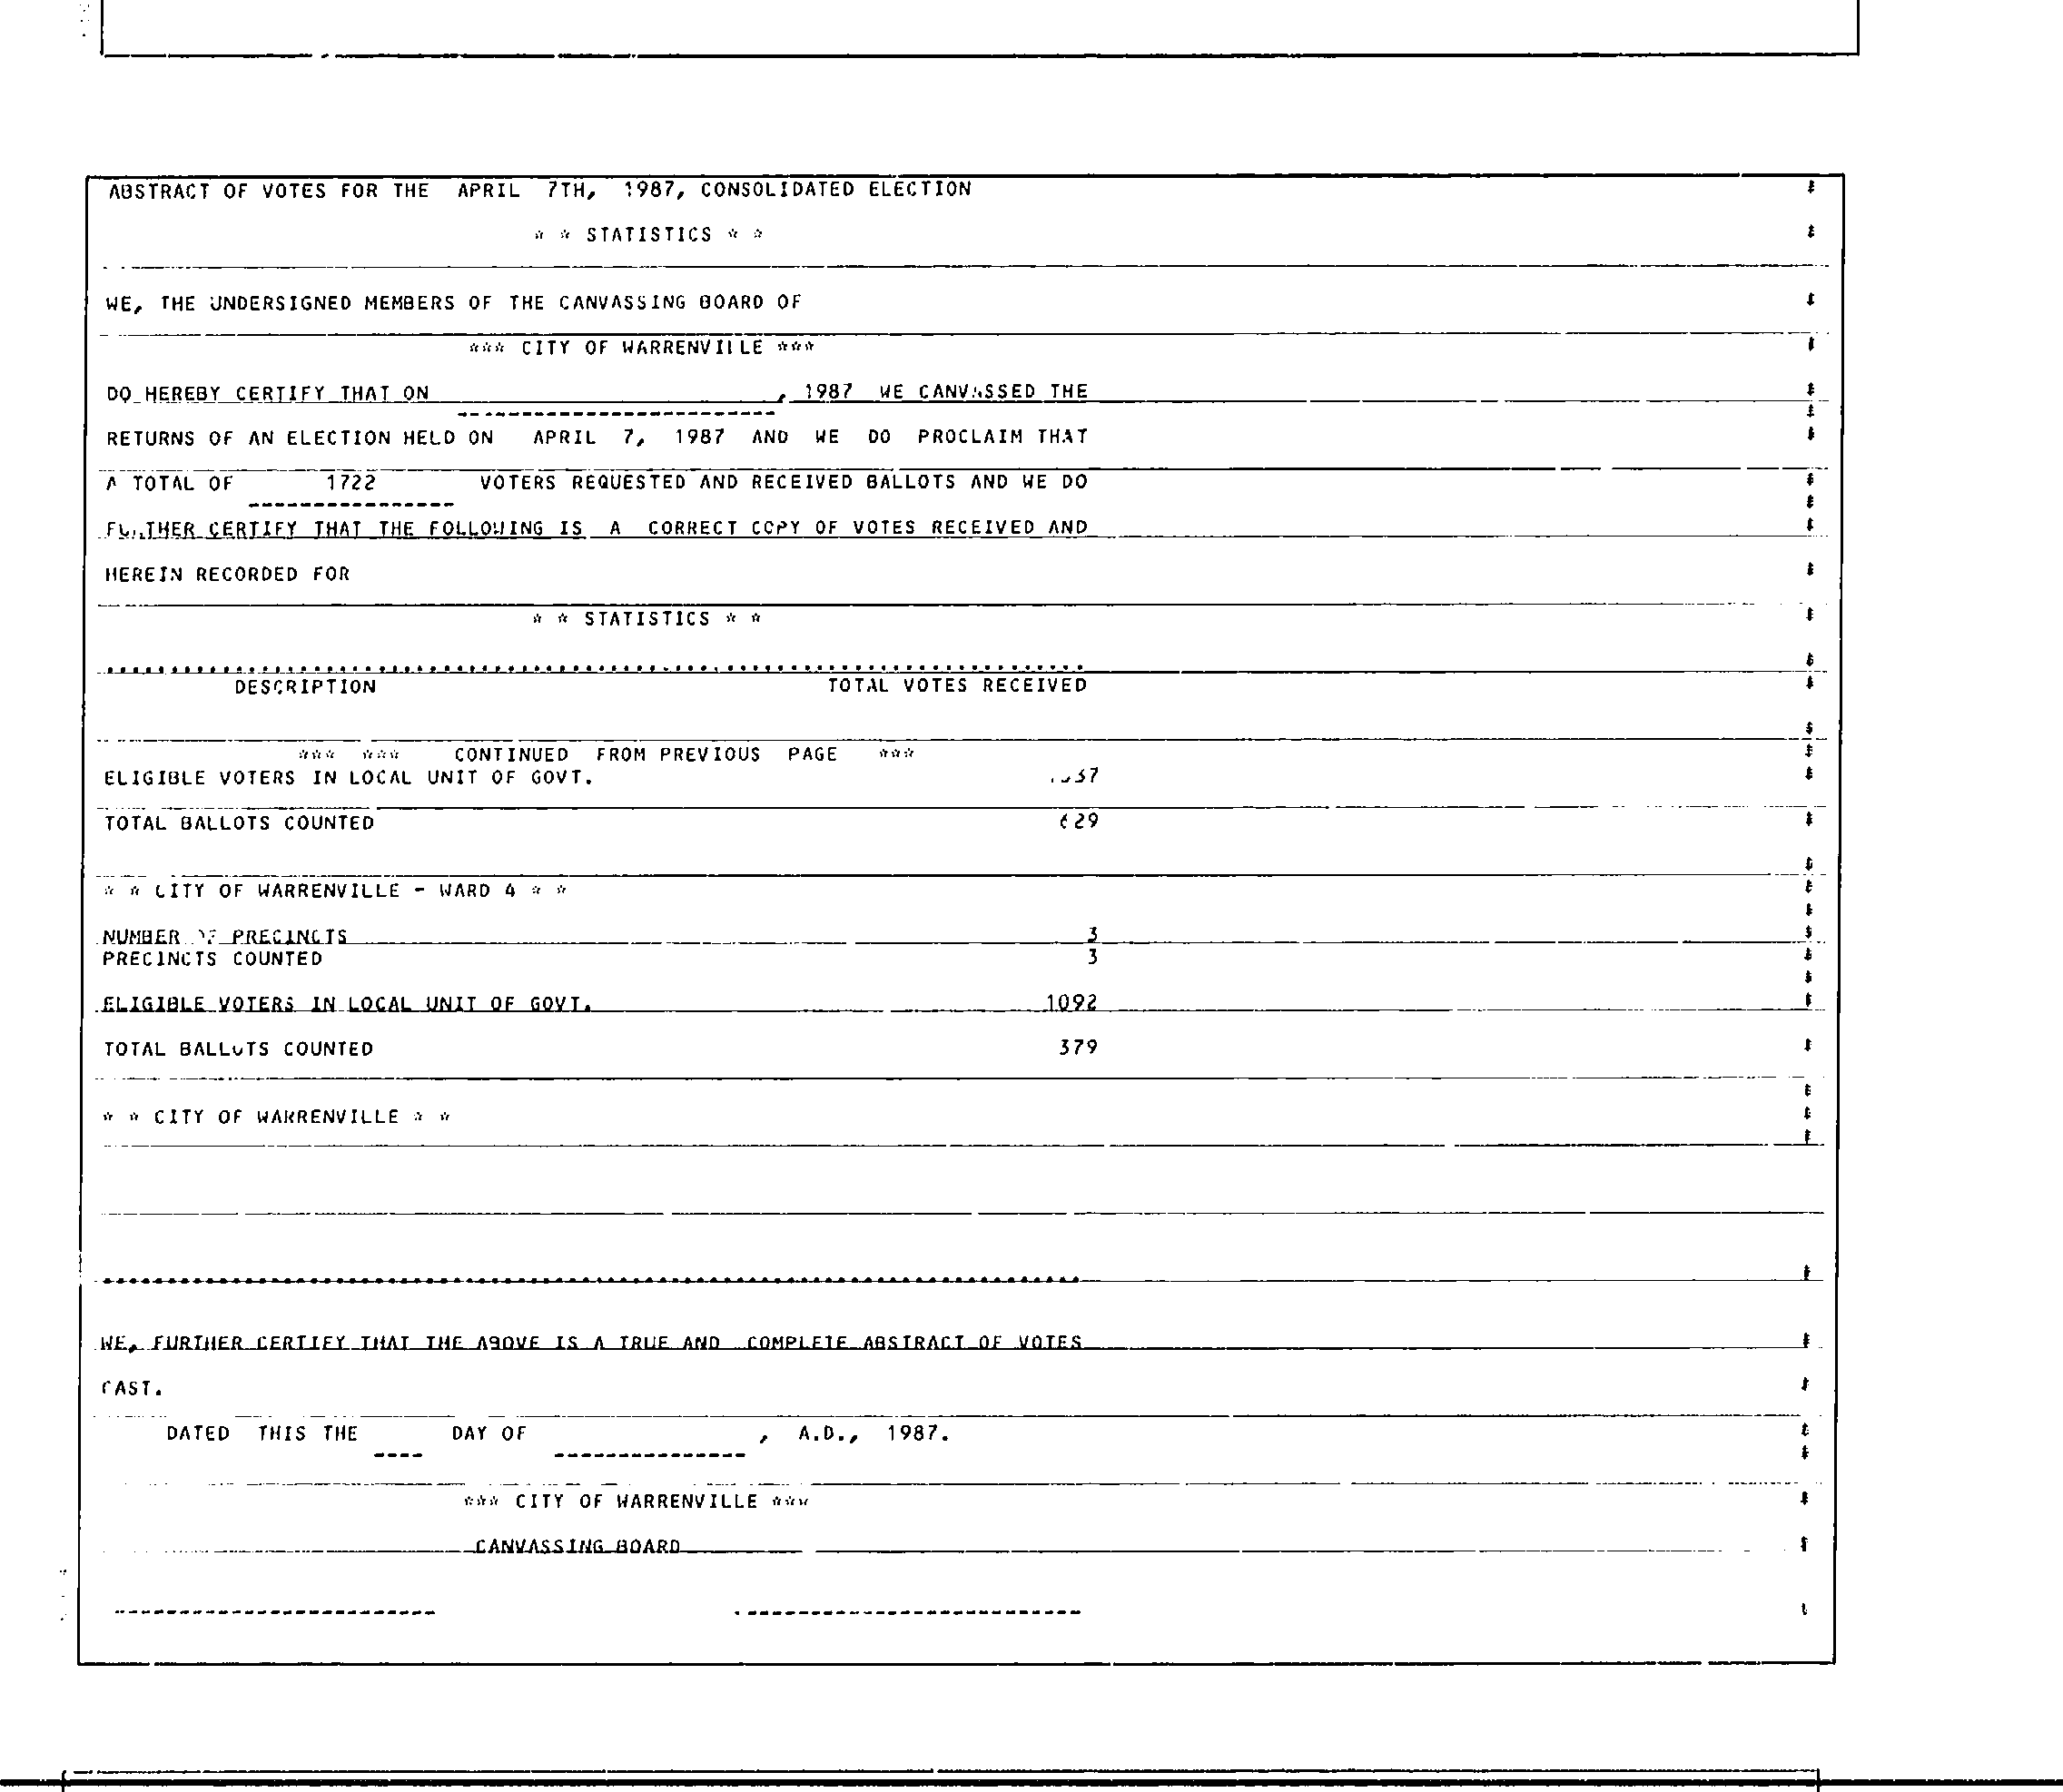 ABSTRACT OF VOTES FOR THE APRIL 7TH, 1987, CONSOLIDATED ELECTION
* * STATISTICS * *
WE, THE UNDERSIGNED MEMBERS OF THE CANVASSING BOARD OF
*** CITY OF WARRENVILLE ***
DO HEREBY CERTIFY THAT ON , 1987 WE CANVASSED THE
RETURNS OF AN ELECTION HELD ON APRIL 7, 1987 AND WE DO PROCLAIM THAT
A TOTAL OF 1722 VOTERS REQUESTED AND RECEIVED BALLOTS AND WE DO
FURTHER CERTIFY THAT THE FOLLOWING IS A CORRECT COPY OF VOTES RECEIVED AND
HEREIN RECORDED FOR
* * STATISTICS * *
DESCRIPTION TOTAL VOTES RECEIVED
*** *** CONTINUED FROM PREVIOUS PAGE ***
ELIGIBLE VOTERS IN LOCAL UNIT OF GOVT.
TOTAL BALLOTS COUNTED 629
* * CITY OF WARRENVILLE - WARD 4 * *
NUMBER OF PRECINCTS 3
PRECINCTS COUNTED 3
ELIGIBLE VOTERS IN LOCAL UNIT OF GOVT. 1092
TOTAL BALLOTS COUNTED 379
* * CITY OF WARRENVILLE * *
WE, FURTHER CERTIFY THAT THE ABOVE IS A TRUE AND COMPLETE ABSTRACT OF VOTES
CAST.
DATED THIS THE ---- DAY OF ---------------, A.D., 1987.
*** CITY OF WARRENVILLE ***
CANVASSING BOARD